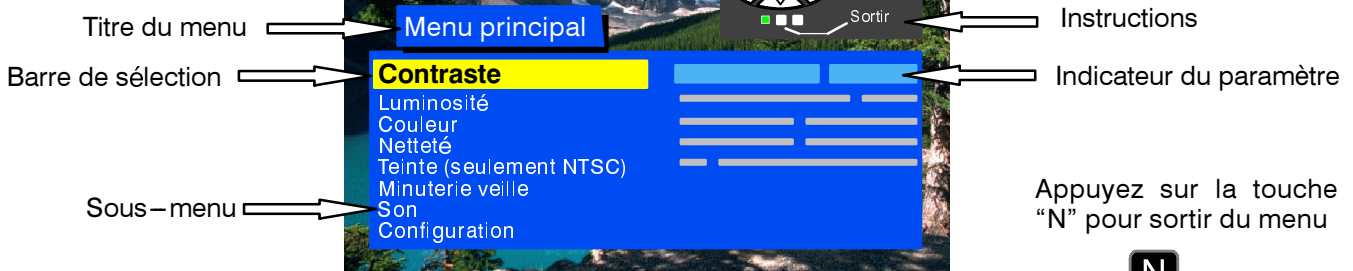 Titre du menu
Menu principal
Sortir
Instructions
Barre de sélection
Contraste
Indicateur du paramètre
Luminosité
Couleur
Netteté
Teinte (seulement NTSC)
Minuterie veille
Sous-menu
Son
Configuration
Appuyez sur la touche
“N” pour sortir du menu
N